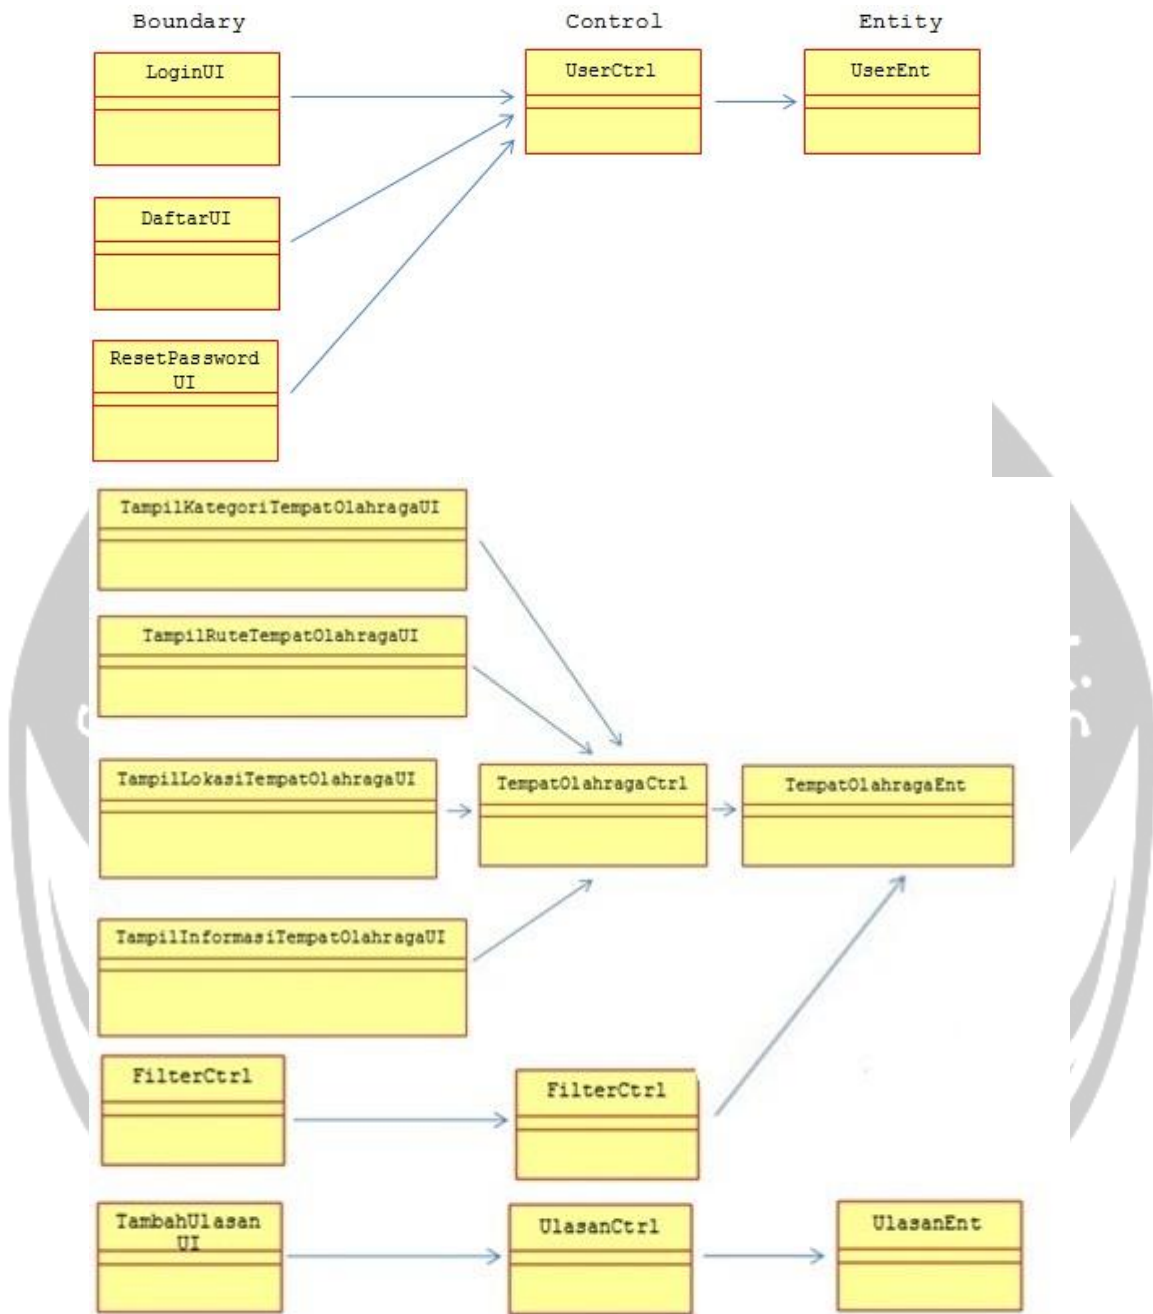 Boundary
Control
Entity
LoginUI
UserCtrl
UserEnt
DaftarUI
ResetPassword
UI
TampilKategoriTempatOlahragaUI
TampilRuteTempatOlahragaUI
TampilLokasiTempatOlahragaUI
TempatOlahragaCtrl
TempatOlahragaEnt
TampilInformasiTempatOlahragaUI
FilterCtrl
FilterCtrl
TambahUlasan
UI
UlasanCtrl
UlasanEnt